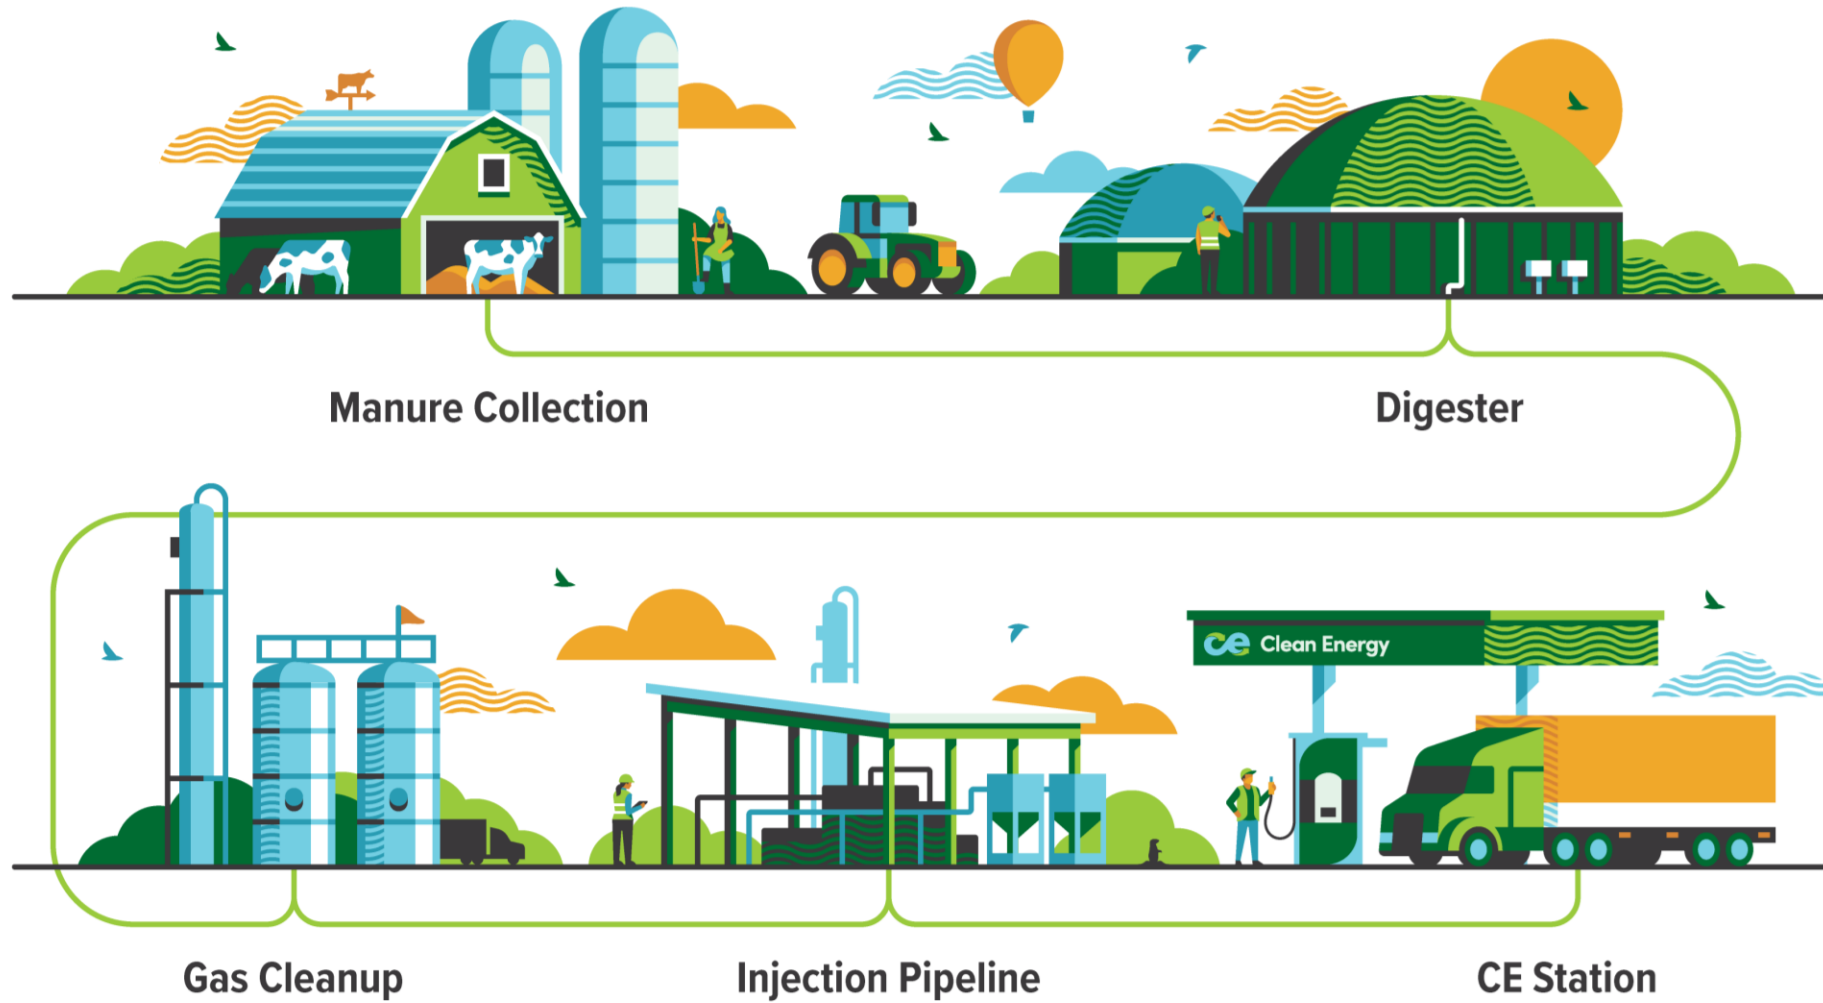 Manure Collection
Digester
ce Clean Energy
Gas Cleanup
Injection Pipeline
CE Station